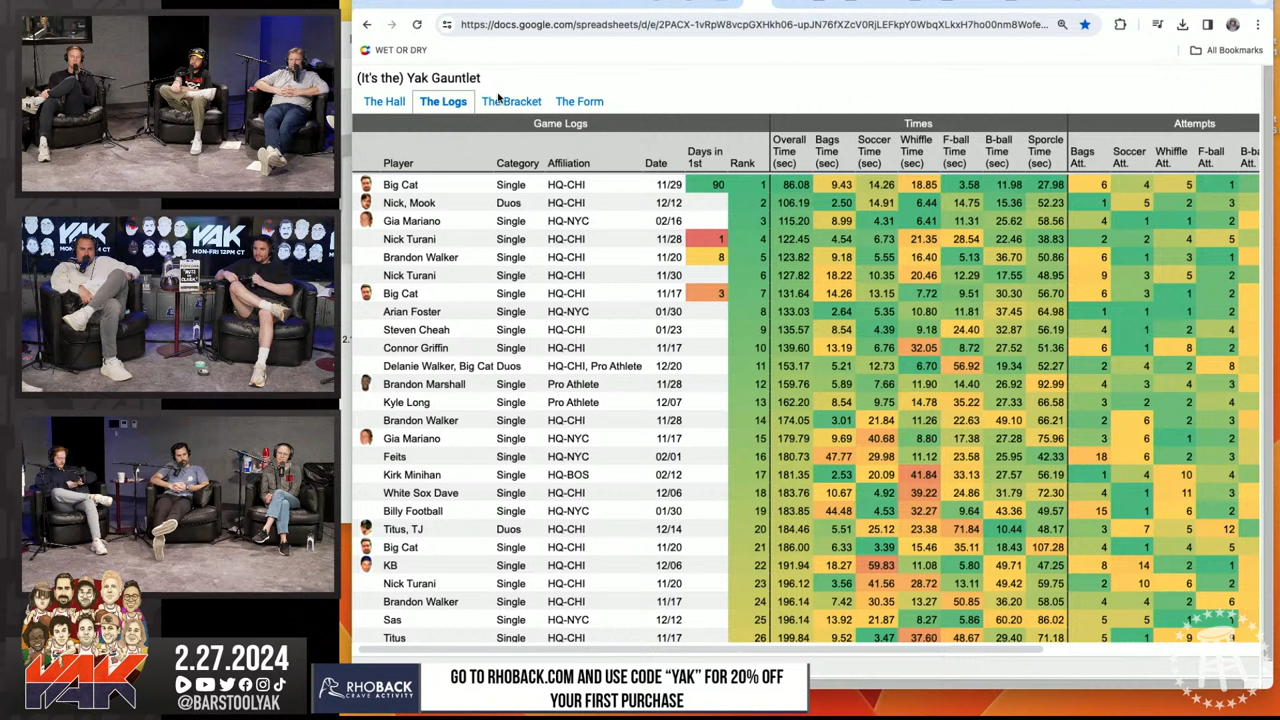 https://docs.google.com/spreadsheets/d/e/2PACX-1vRpW8vcpGXHkh06-upJN76fXZcV0RjLEFkpY0WbqXLkxH7ho00nm8Wofe...
WET OR DRY
All Bookmarks
(It's the) Yak Gauntlet
The Hall The Logs The Bracket The Form
Game Logs Times Attempts
Player Category Affiliation Date Days in 1st Rank Overall Time (sec) Bags Time (sec) Soccer Time (sec) Whiffle Time (sec) F-ball Time (sec) B-ball Time (sec) Sporcle Time (sec) Bags Att. Soccer Att. Whiffle Att. F-ball Att. Att.
Big Cat Single HQ-CHI 11/29 90 1 86.08 9.43 14.26 18.85 3.58 11.98 27.98 6 4 5 1
Nick, Mook Duos HQ-CHI 12/12 2 106.19 2.50 14.91 6.44 14.75 15.36 52.23 1 5 2 3
Gia Mariano Single HQ-NYC 02/16 3 115.20 8.99 4.31 6.41 11.31 25.62 58.56 4 1 1 2
Nick Turani Single HQ-CHI 11/28 1 4 122.45 4.54 6.73 21.35 28.54 22.46 38.83 2 2 4 5
Brandon Walker Single HQ-CHI 11/20 8 5 123.82 9.18 5.55 16.40 5.13 36.70 50.86 6 1 3 1
Nick Turani Single HQ-CHI 11/30 6 127.82 18.22 10.35 20.46 12.29 17.55 48.95 9 3 5 2
Big Cat Single HQ-CHI 11/17 3 7 131.64 14.26 13.15 7.72 9.51 30.30 56.70 6 3 1 2
Arian Foster Single HQ-NYC 01/30 8 133.03 2.64 5.35 10.80 11.81 37.45 64.98 1 1 2 2
Steven Cheah Single HQ-CHI 01/23 9 135.57 8.54 4.39 9.18 24.40 32.87 56.19 4 1 2 4
Connor Griffin Single HQ-CHI 11/17 10 139.60 13.19 6.76 32.05 8.72 27.52 51.36 6 1 8 2
Delanie Walker, Big Cat Duos HQ-CHI, Pro Athlete 12/20 11 153.17 5.21 12.73 6.70 56.92 19.34 52.27 2 4 1 8
Brandon Marshall Single Pro Athlete 11/28 12 159.76 5.89 7.66 11.90 14.40 26.92 92.99 4 3 3 3
Kyle Long Single Pro Athlete 12/07 13 162.20 8.54 9.75 14.78 35.22 27.33 66.58 3 2 2 4
Brandon Walker Single HQ-CHI 11/28 14 174.05 3.01 21.84 11.26 22.63 49.10 66.21 2 6 2 3
Gia Mariano Single HQ-NYC 11/17 15 179.79 9.69 40.68 8.80 17.38 27.28 75.96 3 6 1 2
Feits Single HQ-NYC 02/01 16 180.73 47.77 29.98 11.12 23.58 25.95 42.33 18 6 2 3
Kirk Minihan Single HQ-BOS 02/12 17 181.35 2.53 20.09 41.84 33.13 27.57 56.19 1 4 10 4
White Sox Dave Single HQ-CHI 12/06 18 183.76 10.67 4.92 39.22 24.86 31.79 72.30 4 1 11 3
Billy Football Single HQ-NYC 01/30 19 183.85 44.48 4.53 32.27 9.64 43.36 49.57 15 1 6 2
Titus, TJ Duos HQ-CHI 12/14 20 184.46 5.51 25.12 23.38 71.84 10.44 48.17 3 7 5 12
Big Cat Single HQ-CHI 11/20 21 186.00 6.33 3.39 15.46 35.11 18.43 107.28 4 1 4 5
KB Single HQ-CHI 12/06 22 191.94 18.27 59.83 11.08 5.80 49.71 47.25 8 14 2 1
Nick Turani Single HQ-CHI 11/20 23 196.12 3.56 41.56 28.72 13.11 49.42 59.75 2 10 6 2
Brandon Walker Single HQ-CHI 11/17 24 196.14 7.42 30.35 13.27 50.85 36.20 58.05 4 4 2 6
Sas Single HQ-NYC 12/12 25 196.14 13.92 21.87 8.27 5.86 60.20 86.02 5 5 1
Titus Single HQ-CHI 11/17 26 199.84 9.52 3.47 37.60 48.67 29.40 71.18 5 1 9
YAK
MON-FRI 12PM CT
YAK
2.27.2024
@BARSTOOLYAK
RHOBACK
CRAVE ACTIVITY
GO TO RHOBACK.COM AND USE CODE “YAK” FOR 20% OFF
YOUR FIRST PURCHASE